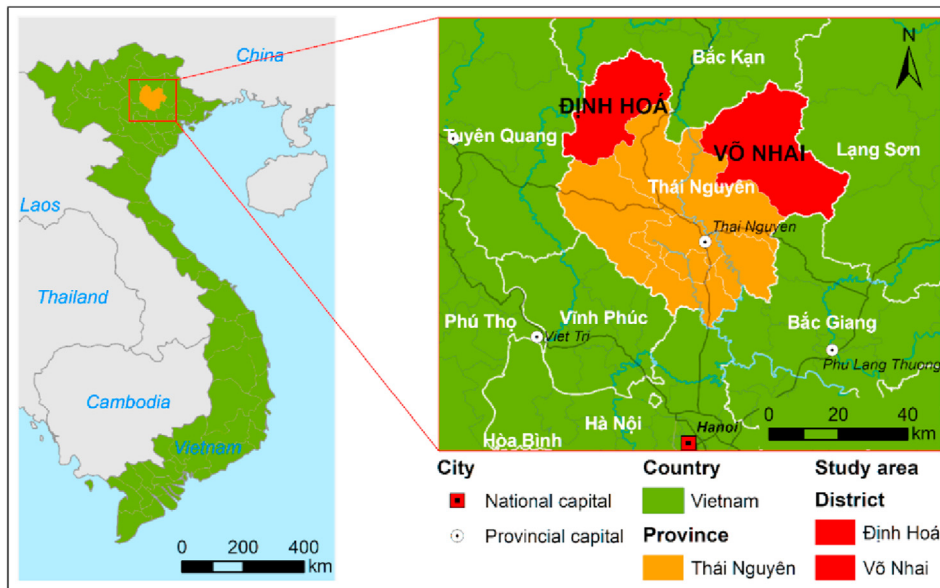 China
Laos
Thailand
Cambodia
Vietnam
0 200 400
km
N
Bắc Kạn
ĐỊNH HOÁ
Tuyên Quang
VÕ NHAI
Lạng Sơn
Thái Nguyên
Thai Nguyen
Phú Thọ
Vĩnh Phúc
Bắc Giang
Viet Tri
Phu Lang Thuong
0 20 40
km
Hà Nội
Hanoi
Hòa Bình
City
National capital
Provincial capital
Country
Vietnam
Province
Thái Nguyên
Study area
District
Định Hoá
Võ Nhai